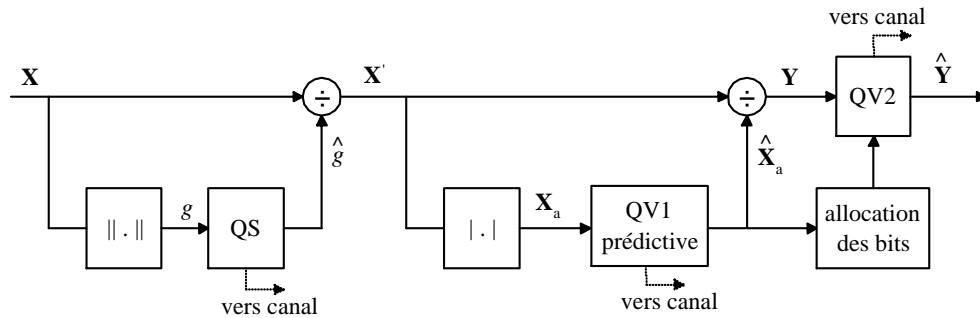 vers canal
X
X'
Y
Ŷ
÷
÷
QV2
ĝ
X̂a
|| . ||
g
QS
| . |
Xa
QV1
prédictive
allocation
des bits
vers canal
vers canal